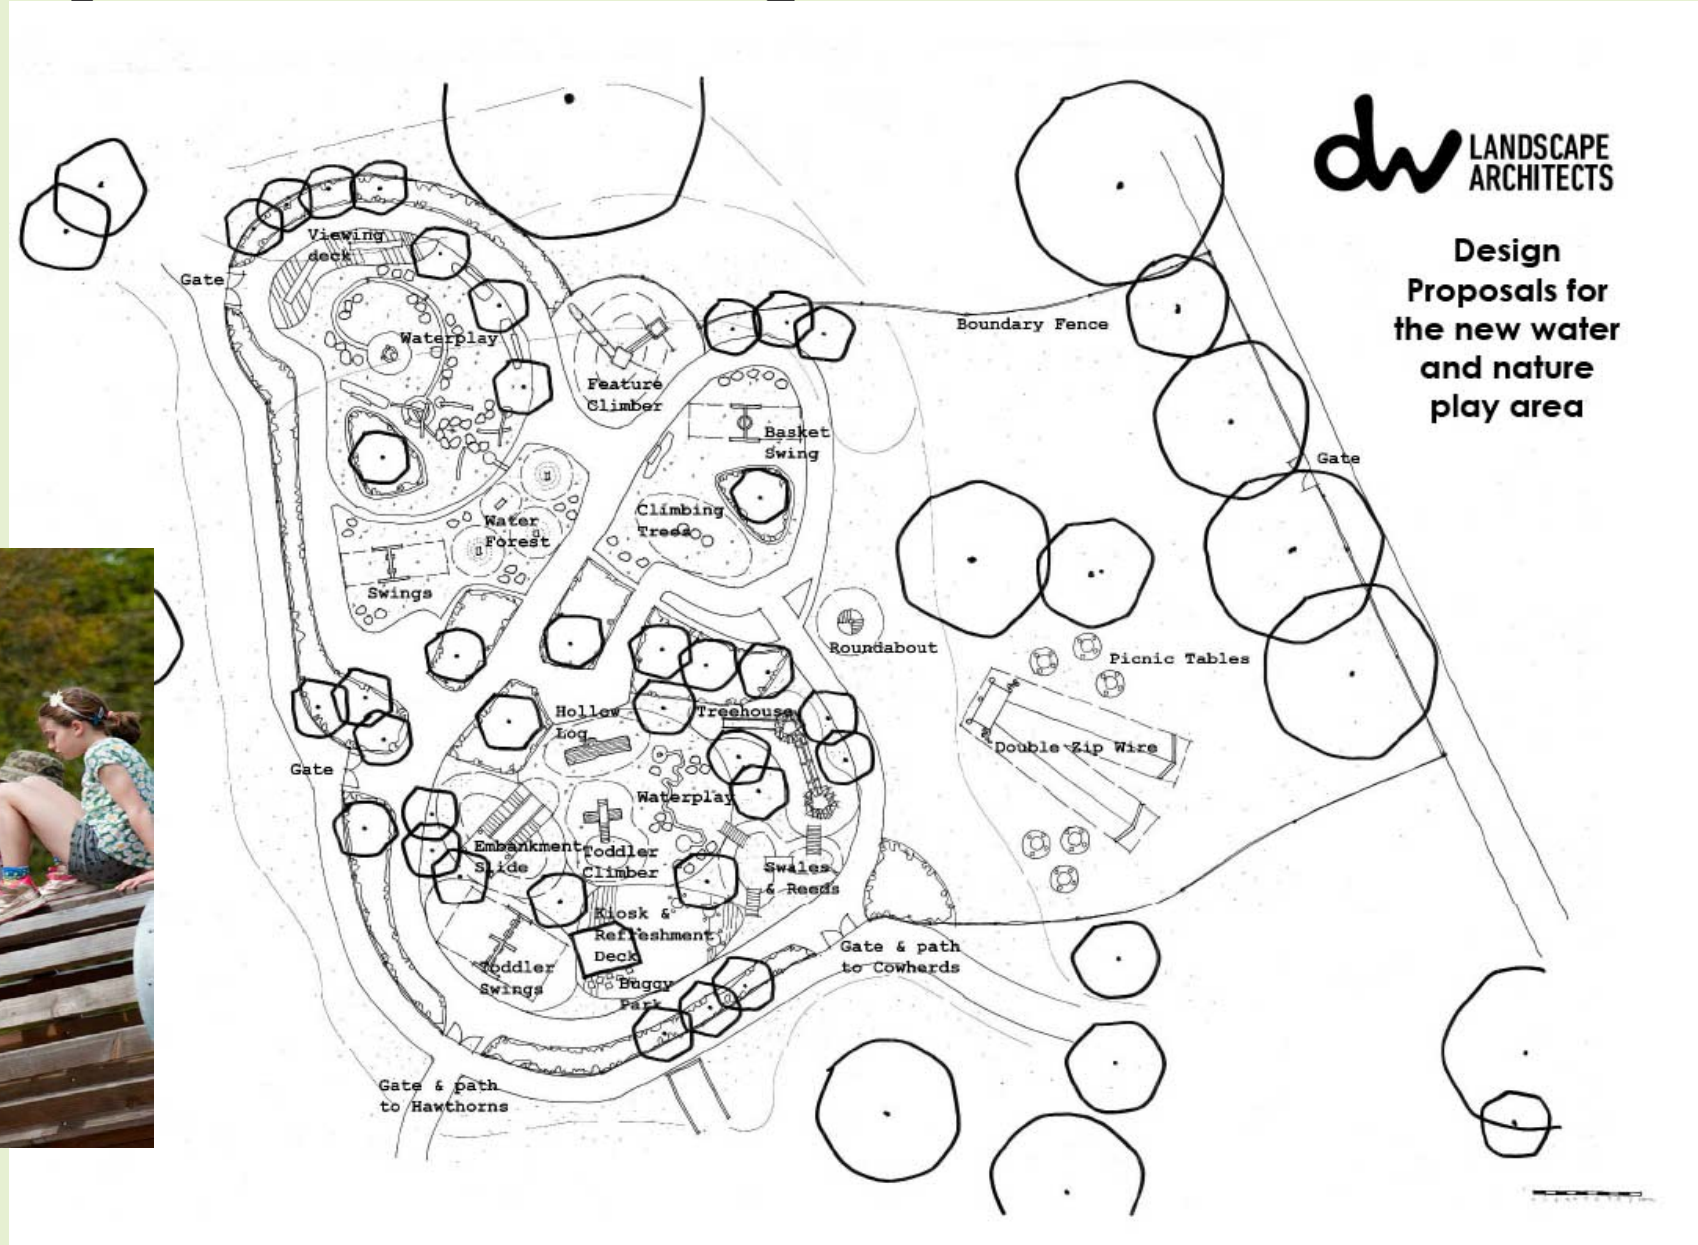 dw LANDSCAPE
ARCHITECTS
Design
Proposals for
the new water
and nature
play area
Viewing
deck
Gate
Waterplay
Boundary Fence
Feature
Climber
Basket
Swing
Gate
Climbing
Trees
Water
Forest
Swings
Roundabout
Picnic Tables
Hollow
Log
Treehouse
Double Zip Wire
Gate
Waterplay
Embankment
Slide
Toddler
Climber
Swales
& Reeds
Kiosk &
Refreshment
Deck
Gate & path
to Cowherds
Toddler
Swings
Buggy
Park
Gate & path
to Hawthorns